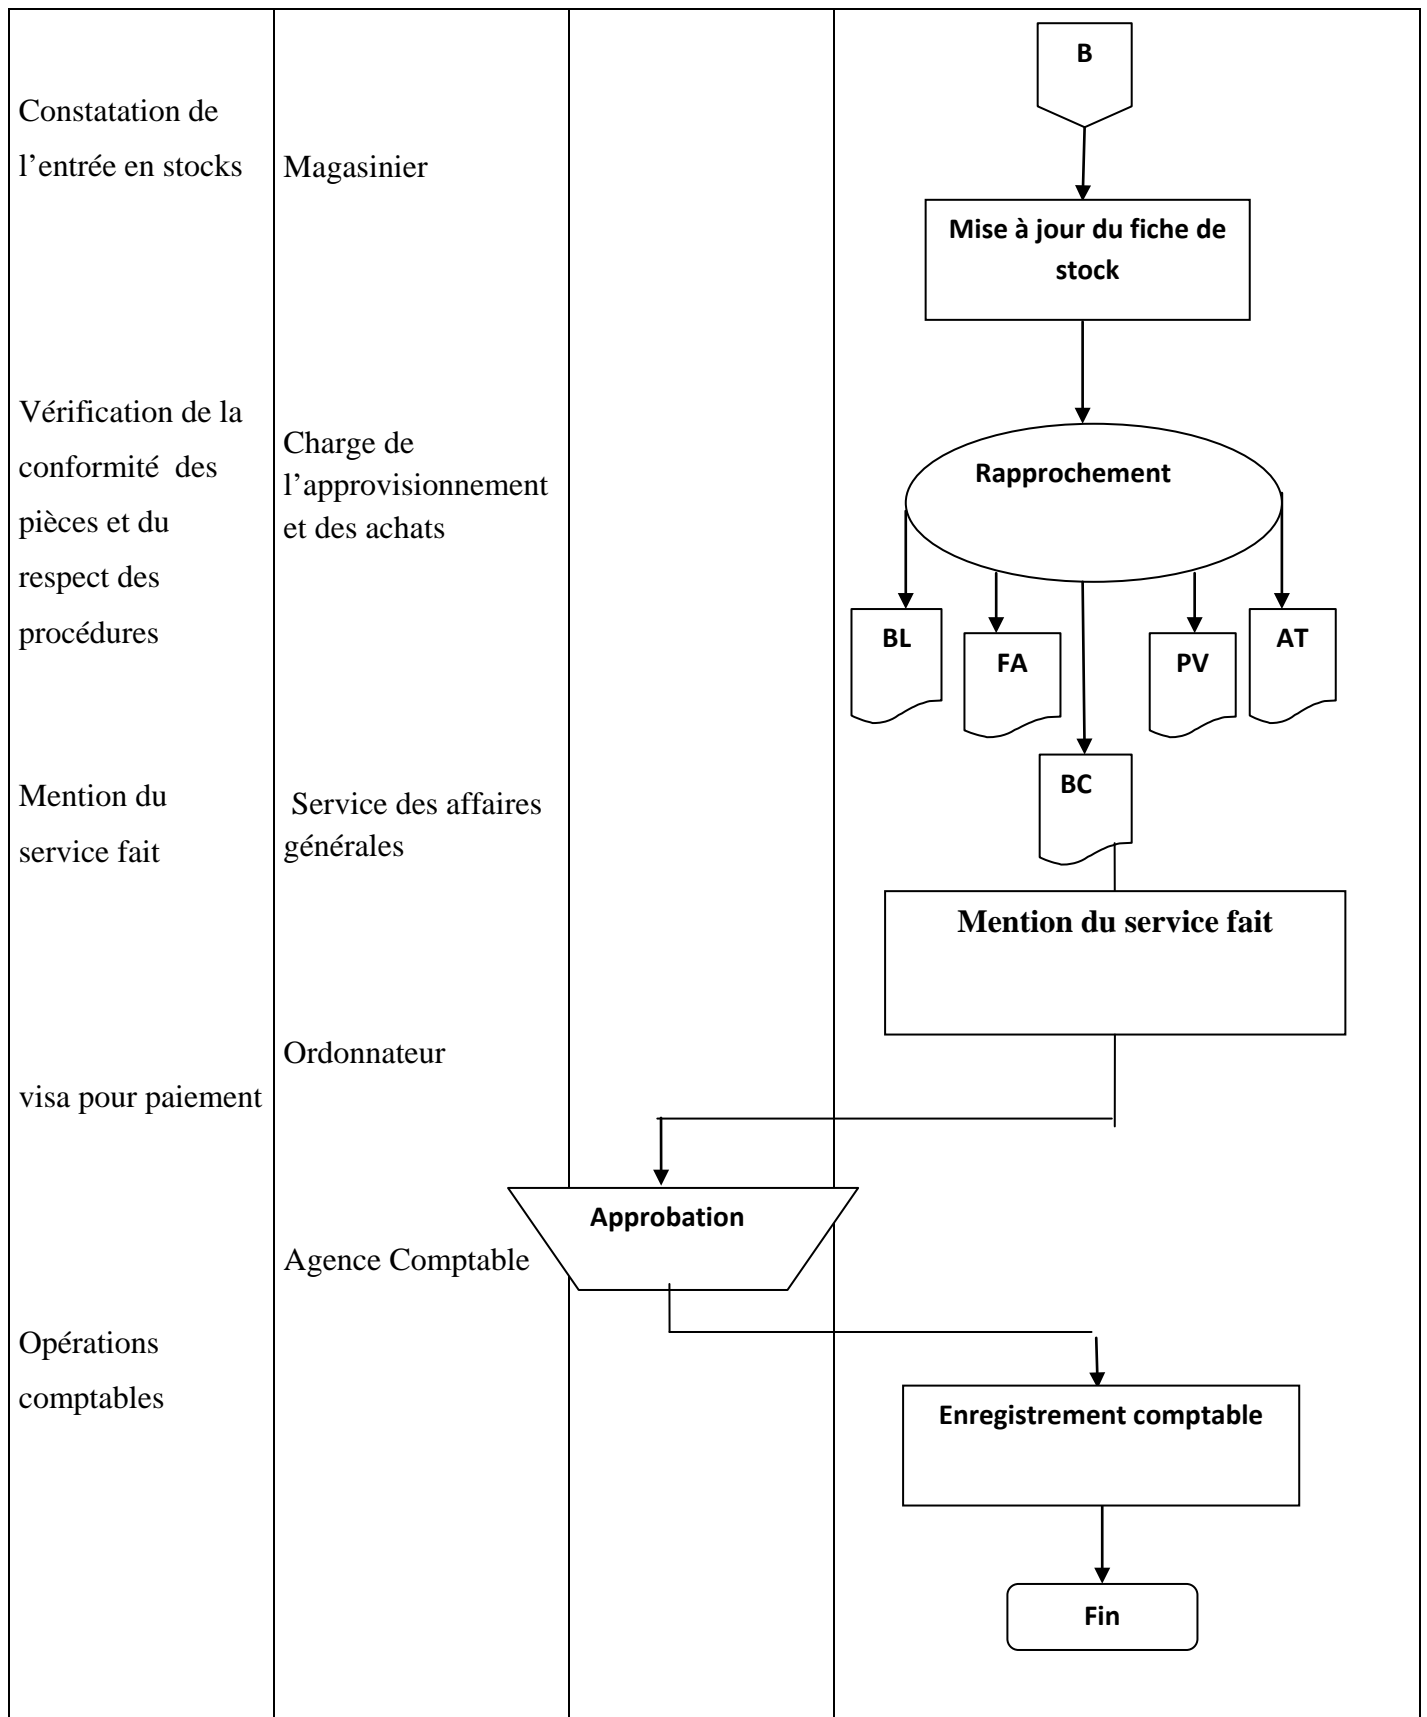 B
Constatation de
l’entrée en stocks
Magasinier
Mise à jour du fiche de
stock
Vérification de la
conformité  des
pièces et du
respect des
procédures
Charge de
l’approvisionnement
et des achats
Rapprochement
BL
FA
PV
AT
BC
Mention du
service fait
Service des affaires
générales
Mention du service fait
Ordonnateur
visa pour paiement
Approbation
Agence Comptable
Opérations
comptables
Enregistrement comptable
Fin